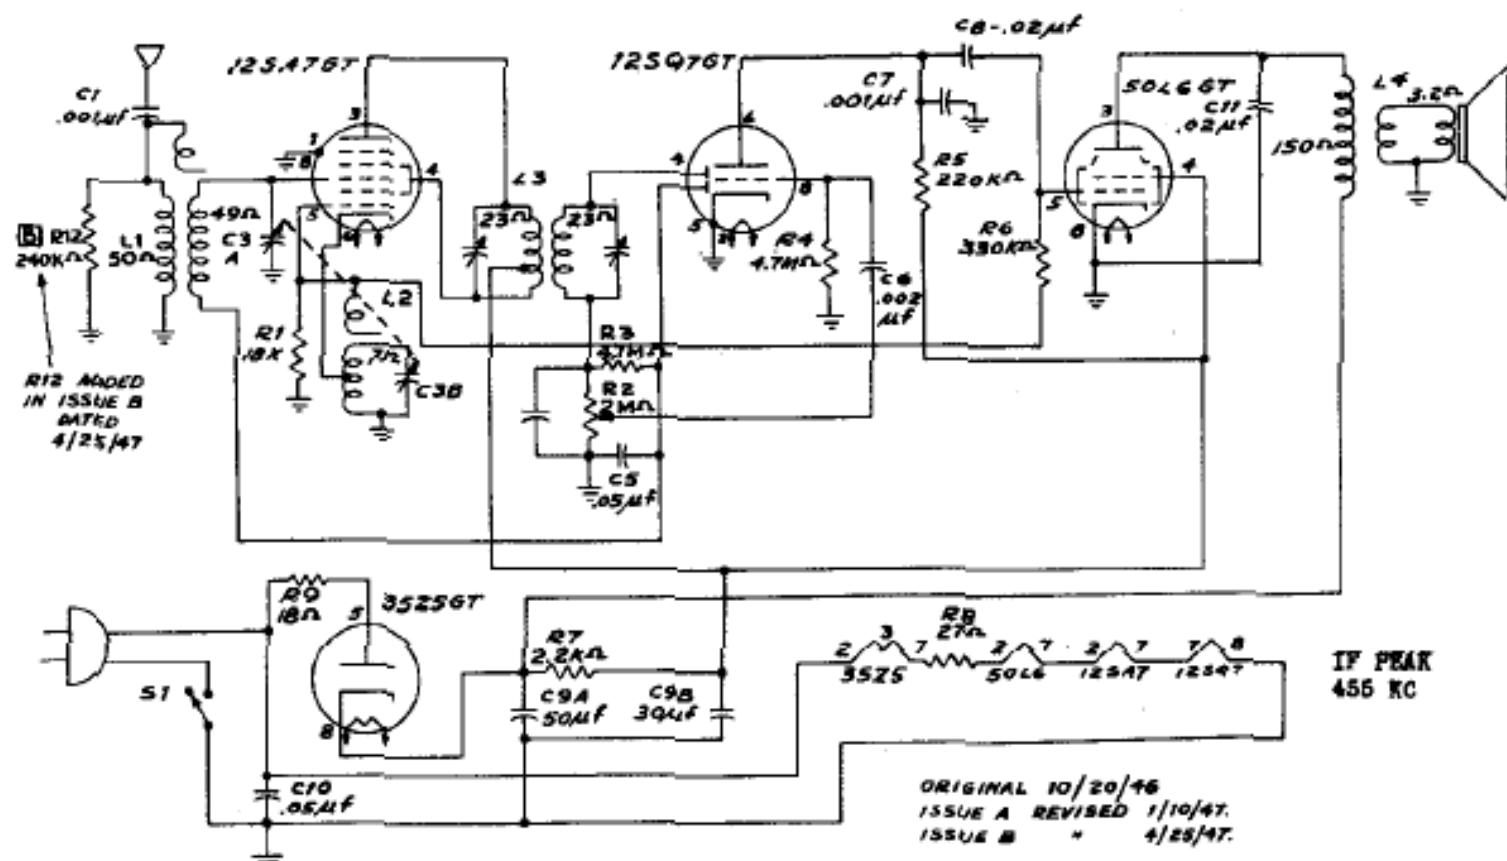 C8-.02µf
12SA7GT
12SQ7GT
C7
.001µf
50L6GT
C11
.02µf
L4
3.2Ω
150Ω
C1
.001µf
3
1
8
4
5
6
49Ω
C3
A
B R12
240KΩ
L1
50Ω
L3
23Ω
23Ω
4
6
5
8
R4
4.7MΩ
C6
.002
µf
R5
220KΩ
R6
330KΩ
3
4
5
8
L2
7Ω
C3B
R1
18K
R12 ADDED
IN ISSUE B
DATED
4/25/47
R3
4.7MΩ
R2
2MΩ
C5
.05µf
R9
18Ω
5
35Z5GT
8
S1
C10
.05µf
R7
2.2KΩ
C9A
50µf
C9B
30µf
R8
27Ω
2 3 7
35Z5
2 7
50L6
2 7
12SA7
7 8
12SA7
IF PEAK
455 KC
ORIGINAL 10/20/46
ISSUE A REVISED 1/10/47.
ISSUE B " 4/25/47.